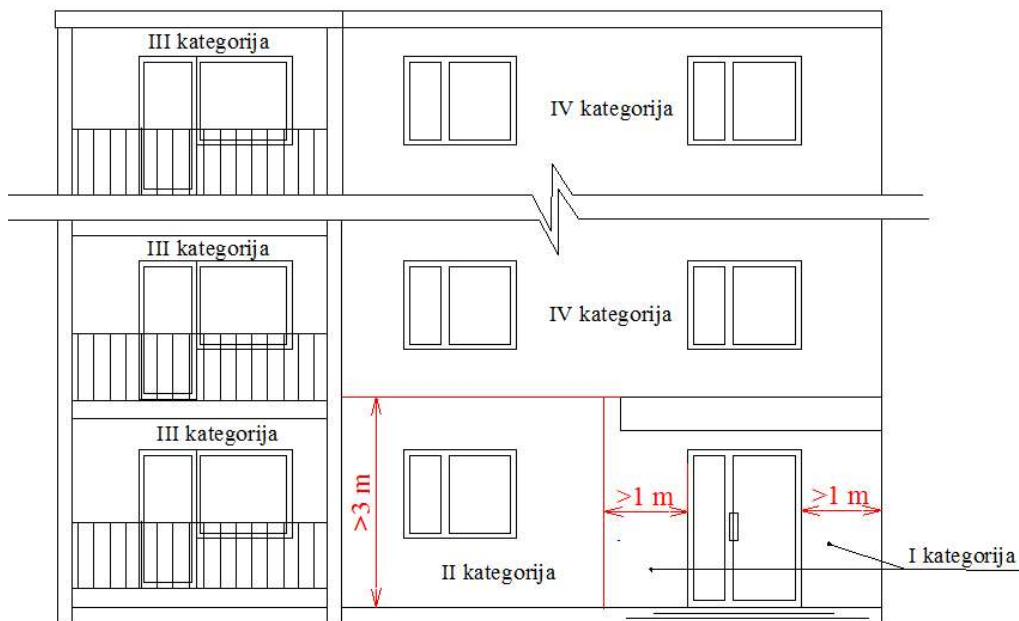 III kategorija
IV kategorija
III kategorija
IV kategorija
III kategorija
>3 m
>1 m
>1 m
I kategorija
II kategorija